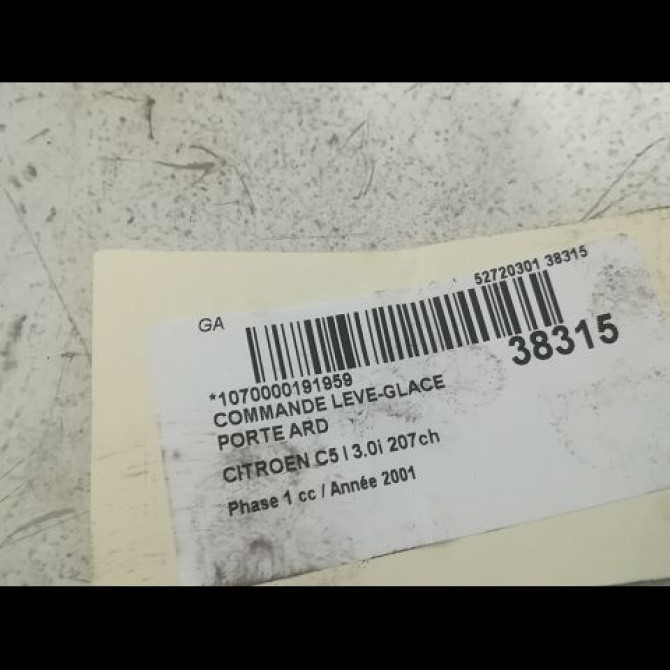 52720301 38315
GA
38315
*1070000191959
COMMANDE LEVE-GLACE
PORTE ARD
CITROEN C5 I 3.0i 207ch
Phase 1 cc / Année 2001